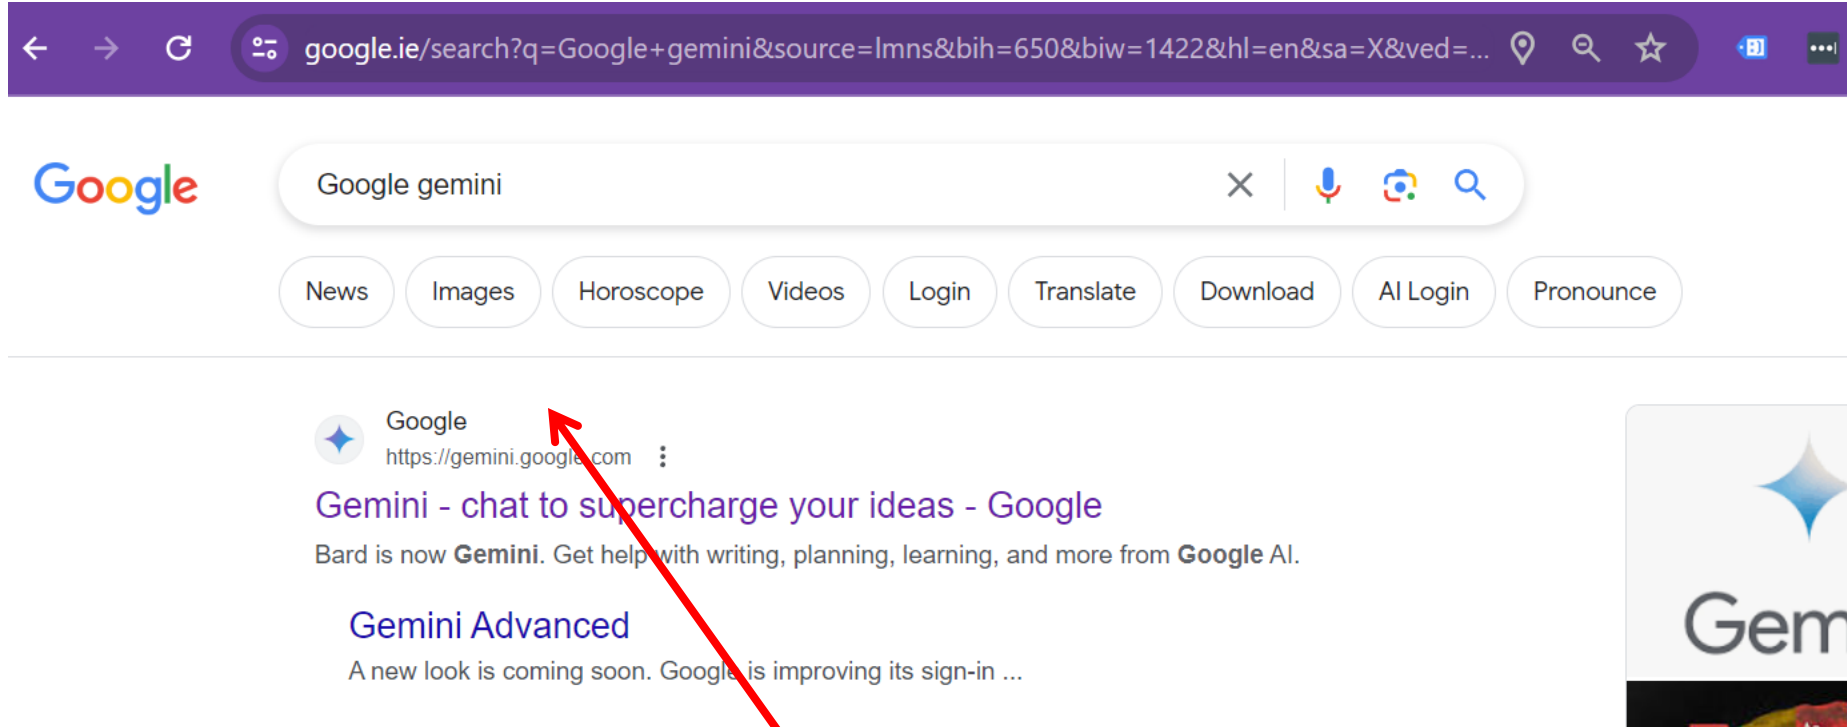 google.ie/search?q=Google+gemini&source=lmns&bih=650&biw=1422&hl=en&sa=X&ved=...
Google
Google gemini
News Images Horoscope Videos Login Translate Download AI Login Pronounce
Google
https://gemini.google.com
Gemini - chat to supercharge your ideas - Google
Bard is now Gemini. Get help with writing, planning, learning, and more from Google AI.
Gemini Advanced
A new look is coming soon. Google is improving its sign-in ...
Gem